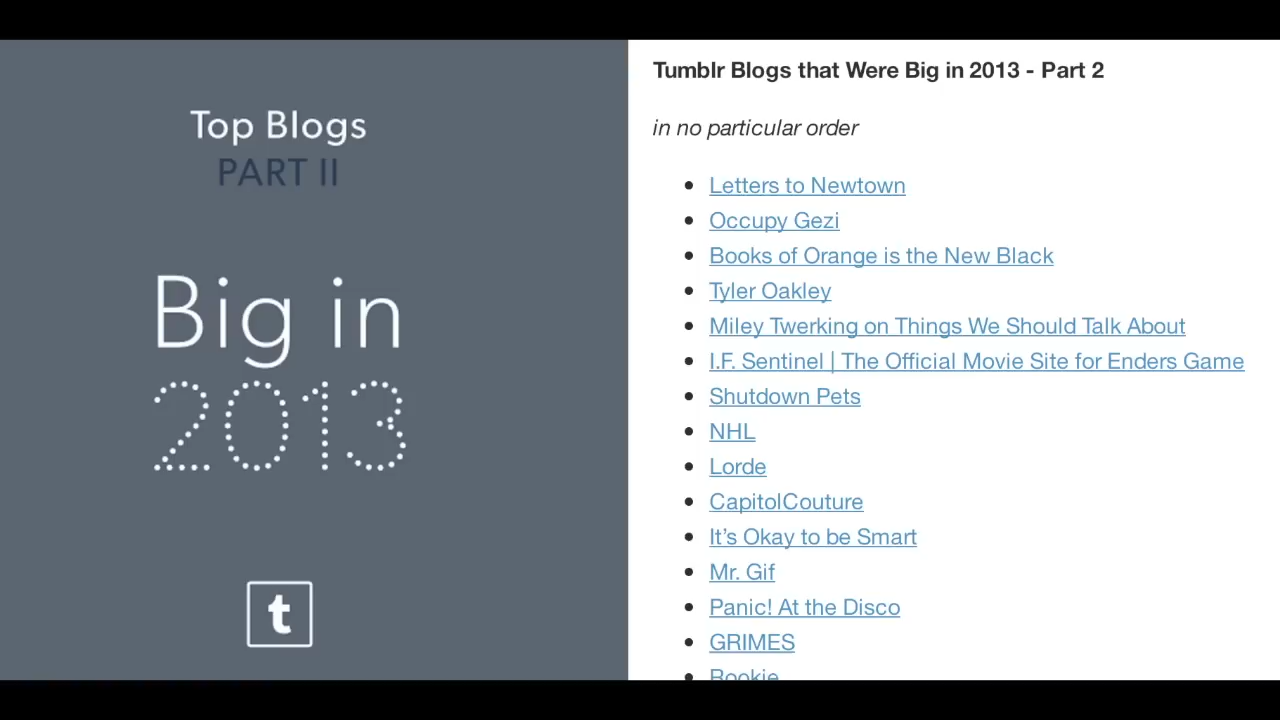 Top Blogs
PART II
Big in
2013
t
Tumblr Blogs that Were Big in 2013 - Part 2
in no particular order
Letters to Newtown
Occupy Gezi
Books of Orange is the New Black
Tyler Oakley
Miley Twerking on Things We Should Talk About
I.F. Sentinel | The Official Movie Site for Enders Game
Shutdown Pets
NHL
Lorde
CapitolCouture
It’s Okay to be Smart
Mr. Gif
Panic! At the Disco
GRIMES
Rookie